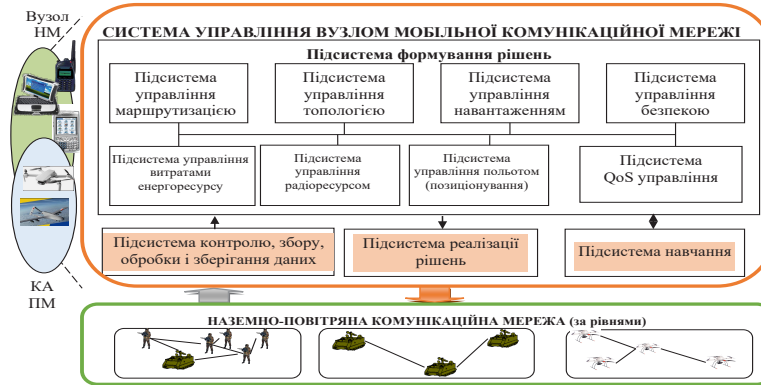 Вузол
НМ
СИСТЕМА УПРАВЛІННЯ ВУЗЛОМ МОБІЛЬНОЇ КОМУНІКАЦІЙНОЇ МЕРЕЖІ
Підсистема формування рішень
Підсистема
управління
маршрутизацією
Підсистема
управління
топологією
Підсистема
управління
навантаженням
Підсистема
управління
безпекою
Підсистема управління
витратами
енергоресурсу
Підсистема
управління
радіоресурсом
Підсистема
управління польотом
(позиціонування)
Підсистема
QoS управління
Підсистема контролю, збору,
обробки і зберігання даних
Підсистема реалізації
рішень
Підсистема навчання
КА
ПМ
НАЗЕМНО-ПОВІТРЯНА КОМУНІКАЦІЙНА МЕРЕЖА (за рівнями)